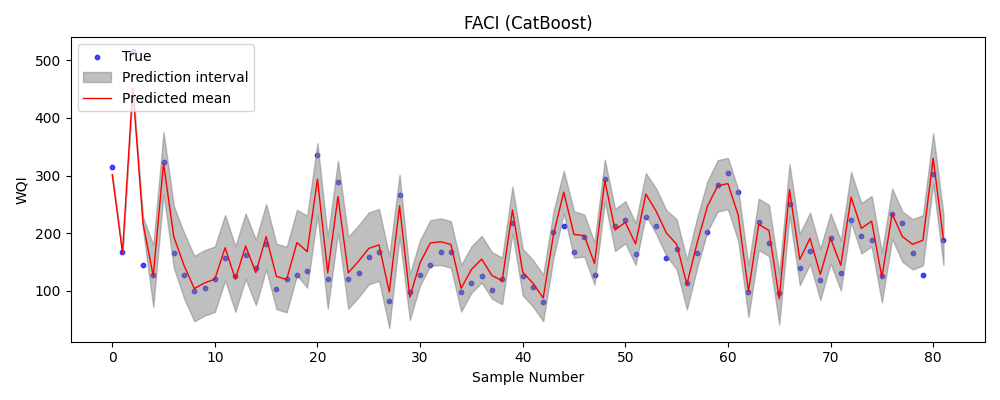 FACI (CatBoost)
True
Prediction interval
Predicted mean
WQI
500
400
300
200
100
0 10 20 30 40 50 60 70 80
Sample Number